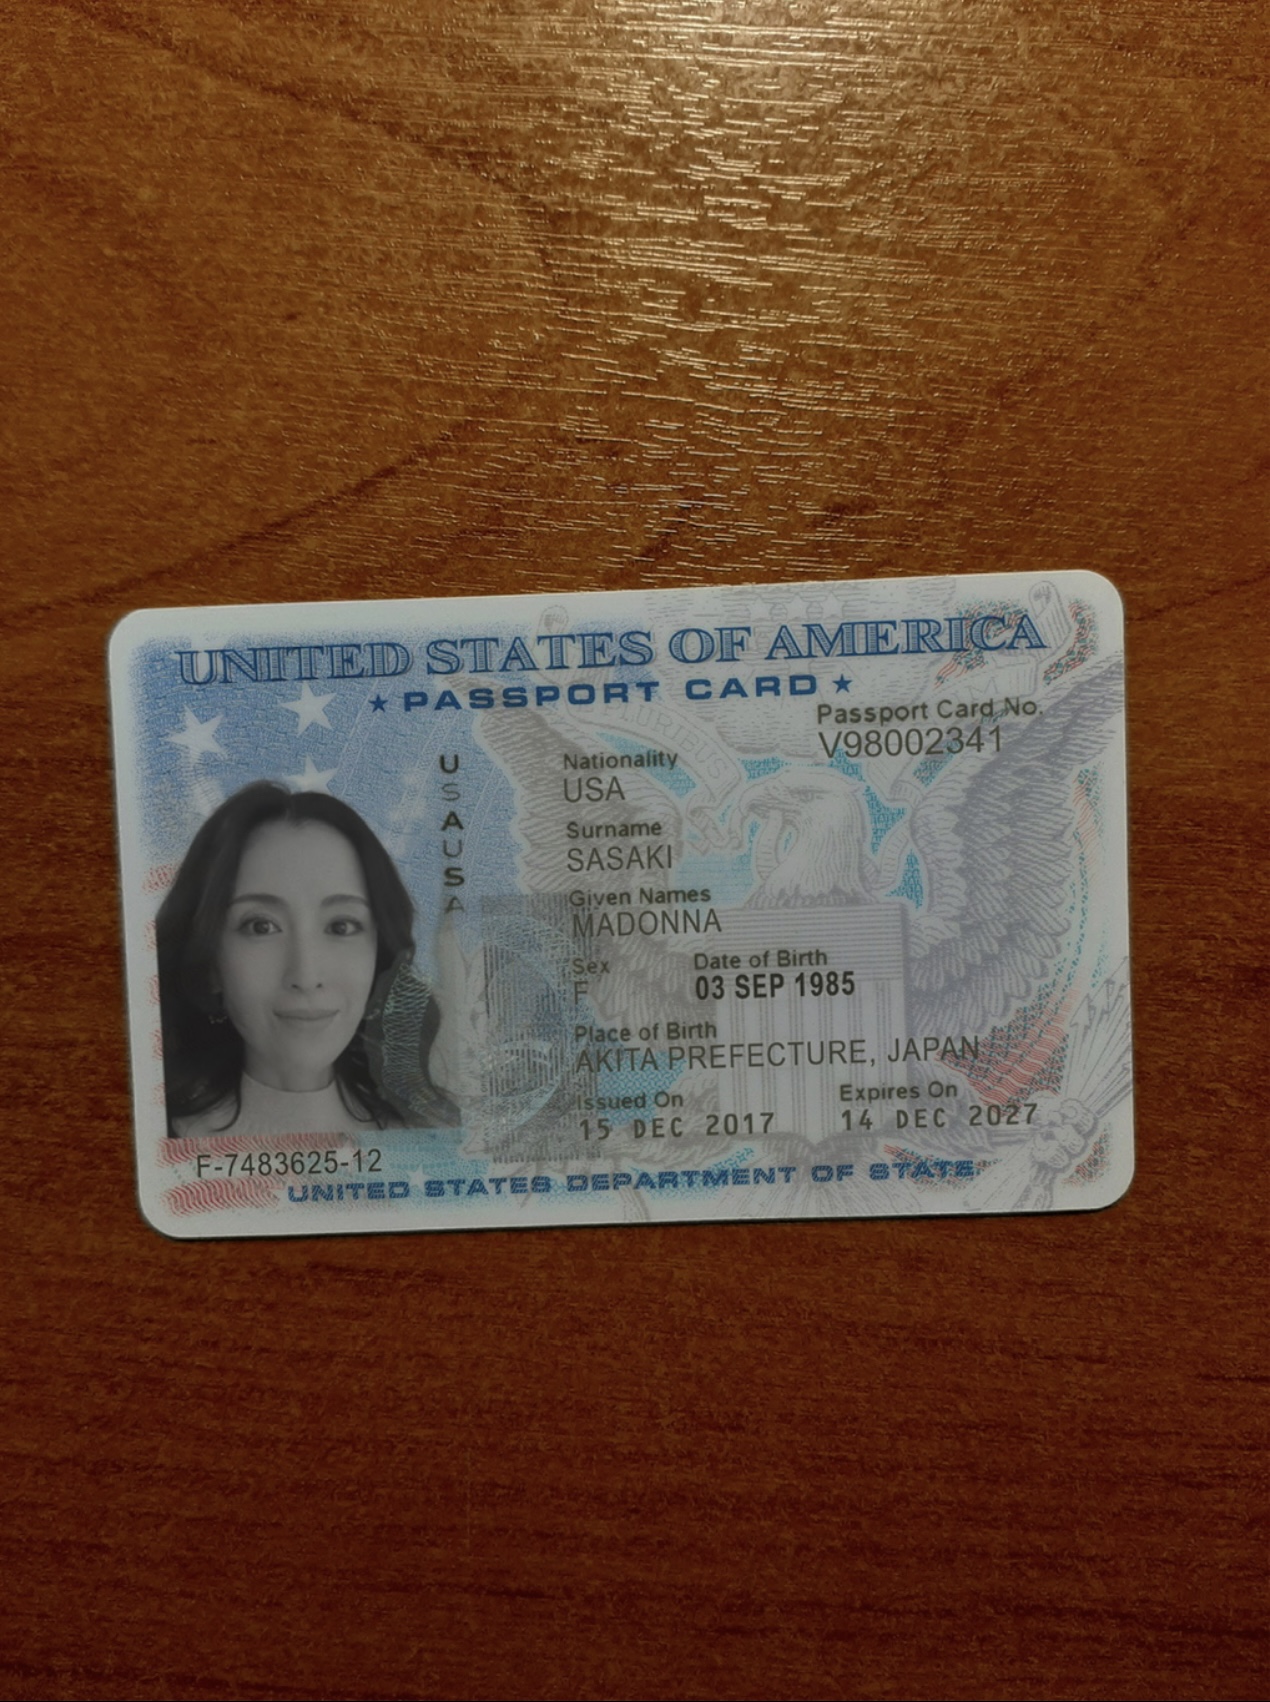 UNITED STATES OF AMERICA
★ PASSPORT CARD ★
Passport Card No.
V98002341
USAUSA
Nationality
USA
Surname
SASAKI
Given Names
MADONNA
Sex Date of Birth
F 03 SEP 1985
Place of Birth
AKITA PREFECTURE, JAPAN
Issued On Expires On
15 DEC 2017 14 DEC 2027
F-7483625-12
UNITED STATES DEPARTMENT OF STATE